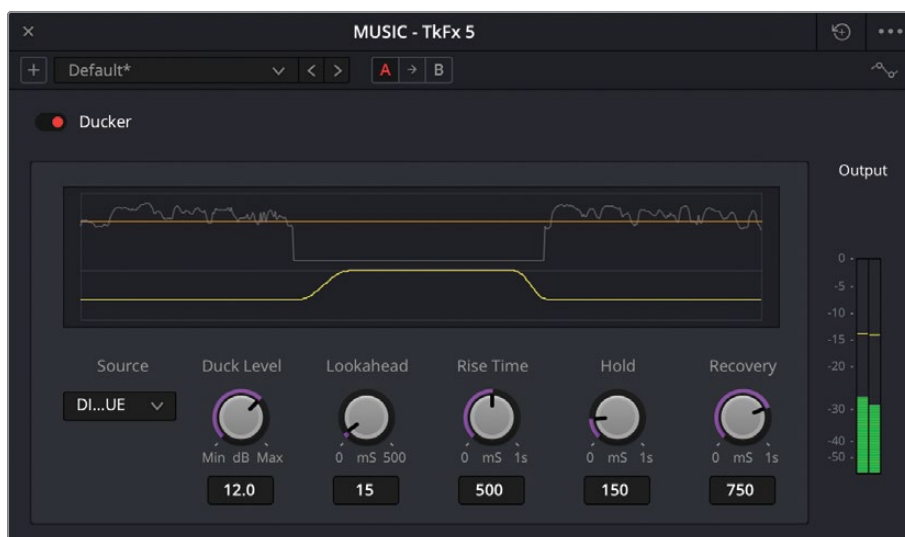 MUSIC - TkFx 5
Default*
A B
Ducker
Output
0 -
-5 -
-10 -
-15 -
-20 -
-30 -
-40 -
-50 -
Source Duck Level Lookahead Rise Time Hold Recovery
DI...UE
Min dB Max 0 mS 500 0 mS 1s 0 mS 1s 0 mS 1s
12.0 15 500 150 750